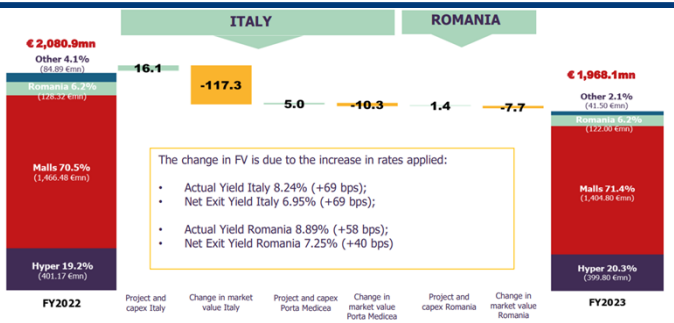 ITALY
ROMANIA
€ 2,080.9mn
Other 4.1%
(84.89 €mn)
Romania 6.2%
(128.32 €mn)
Malls 70.5%
(1,466.48 €mn)
Hyper 19.2%
(401.17 €mn)
FY2022
16.1
-117.3
5.0
-10.3
1.4
-7.7
The change in FV is due to the increase in rates applied:
• Actual Yield Italy 8.24% (+69 bps);
• Net Exit Yield Italy 6.95% (+69 bps);
• Actual Yield Romania 8.89% (+58 bps);
• Net Exit Yield Romania 7.25% (+40 bps)
Project and
capex Italy
Change in market
value Italy
Project and capex
Porta Medicea
Change in
market value
Porta Medicea
Project and
capex Romania
Change in
market value
Romania
€ 1,968.1mn
Other 2.1%
(41.50 €mn)
Romania 6.2%
(122.00 €mn)
Malls 71.4%
(1,404.80 €mn)
Hyper 20.3%
(399.80 €mn)
FY2023